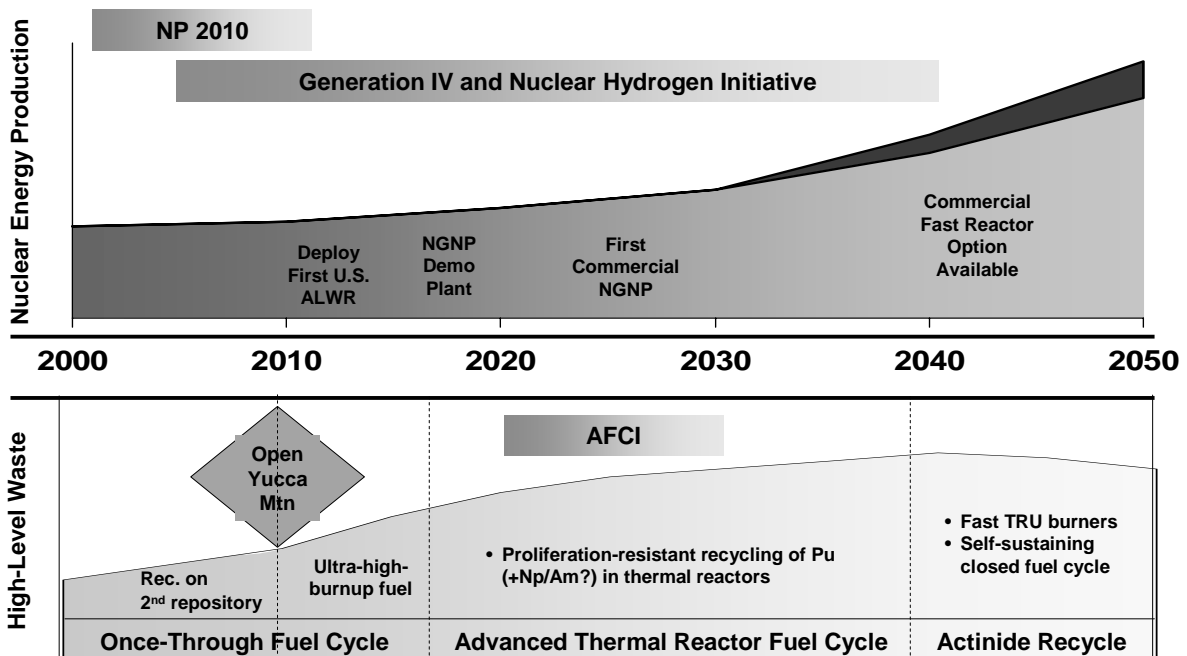 Nuclear Energy Production
NP 2010
Generation IV and Nuclear Hydrogen Initiative
Deploy
First U.S.
ALWR
NGNP
Demo
Plant
First
Commercial
NGNP
Commercial
Fast Reactor
Option
Available
2000 2010 2020 2030 2040 2050
High-Level Waste
Open
Yucca
Mtn
AFCI
Rec. on
2nd repository
Ultra-high-
burnup fuel
• Proliferation-resistant recycling of Pu
(+Np/Am?) in thermal reactors
• Fast TRU burners
• Self-sustaining
closed fuel cycle
Once-Through Fuel Cycle
Advanced Thermal Reactor Fuel Cycle
Actinide Recycle